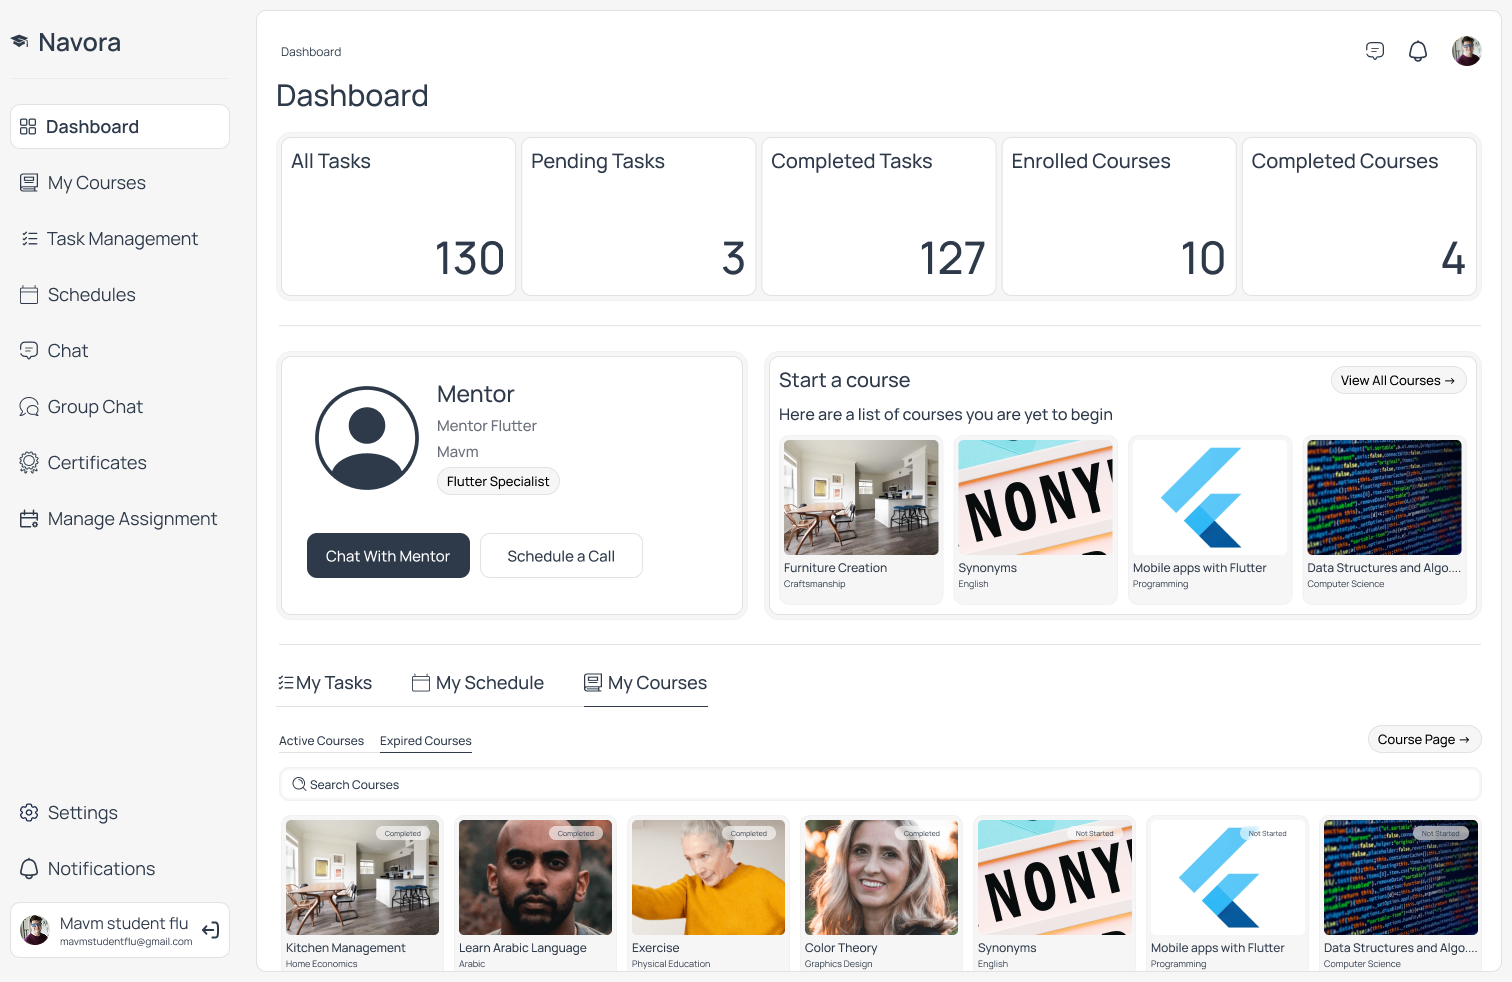 Navora
Dashboard
My Courses
Task Management
Schedules
Chat
Group Chat
Certificates
Manage Assignment
Settings
Notifications
Mavm student flu
mavmstudentflu@gmail.com
Dashboard
Dashboard
All Tasks
130
Pending Tasks
3
Completed Tasks
127
Enrolled Courses
10
Completed Courses
4
Mentor
Mentor Flutter
Mavm
Flutter Specialist
Chat With Mentor
Schedule a Call
Start a course
View All Courses →
Here are a list of courses you are yet to begin
Furniture Creation
Craftsmanship
NONY
Synonyms
English
Mobile apps with Flutter
Programming
Data Structures and Algo....
Computer Science
My Tasks
My Schedule
My Courses
Active Courses
Expired Courses
Course Page →
Search Courses
Completed
Kitchen Management
Home Economics
Completed
Learn Arabic Language
Arabic
Completed
Exercise
Physical Education
Completed
Color Theory
Graphics Design
Not Started
NONY
Synonyms
English
Not Started
Mobile apps with Flutter
Programming
Not Started
Data Structures and Algo....
Computer Science